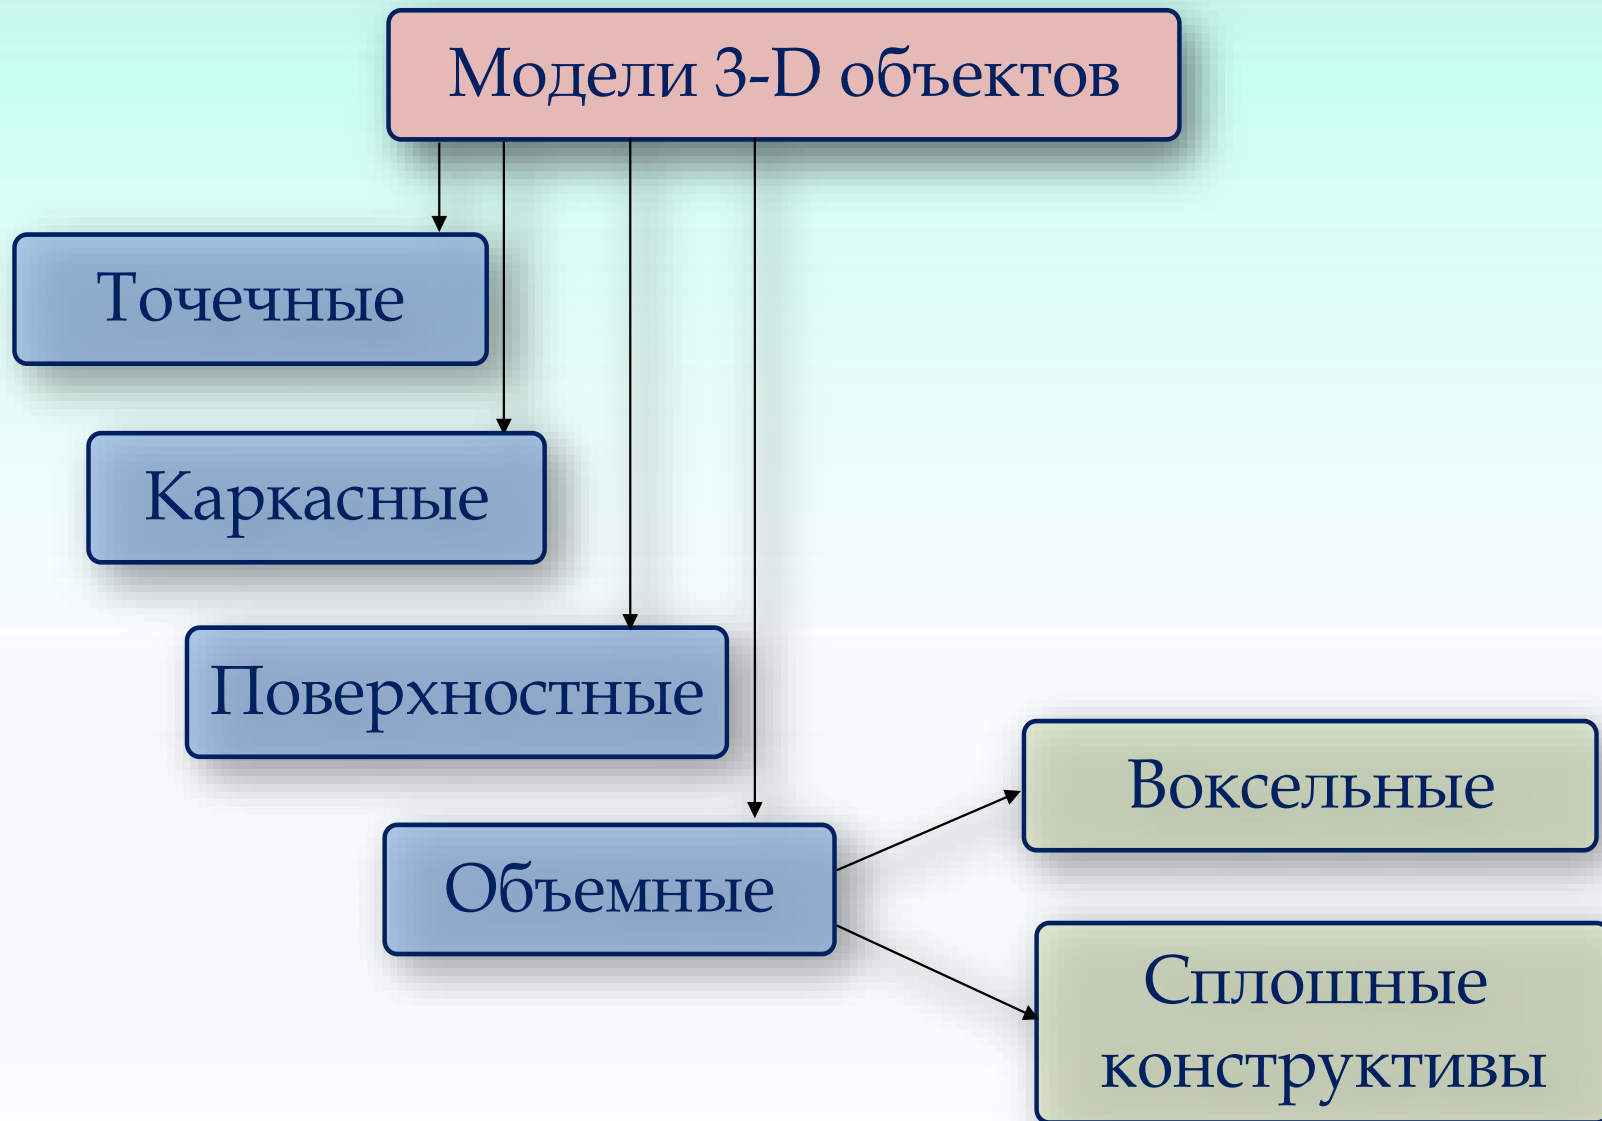 Модели 3-D объектов
Точечные
Каркасные
Поверхностные
Воксельные
Объемные
Сплошные
конструктивы